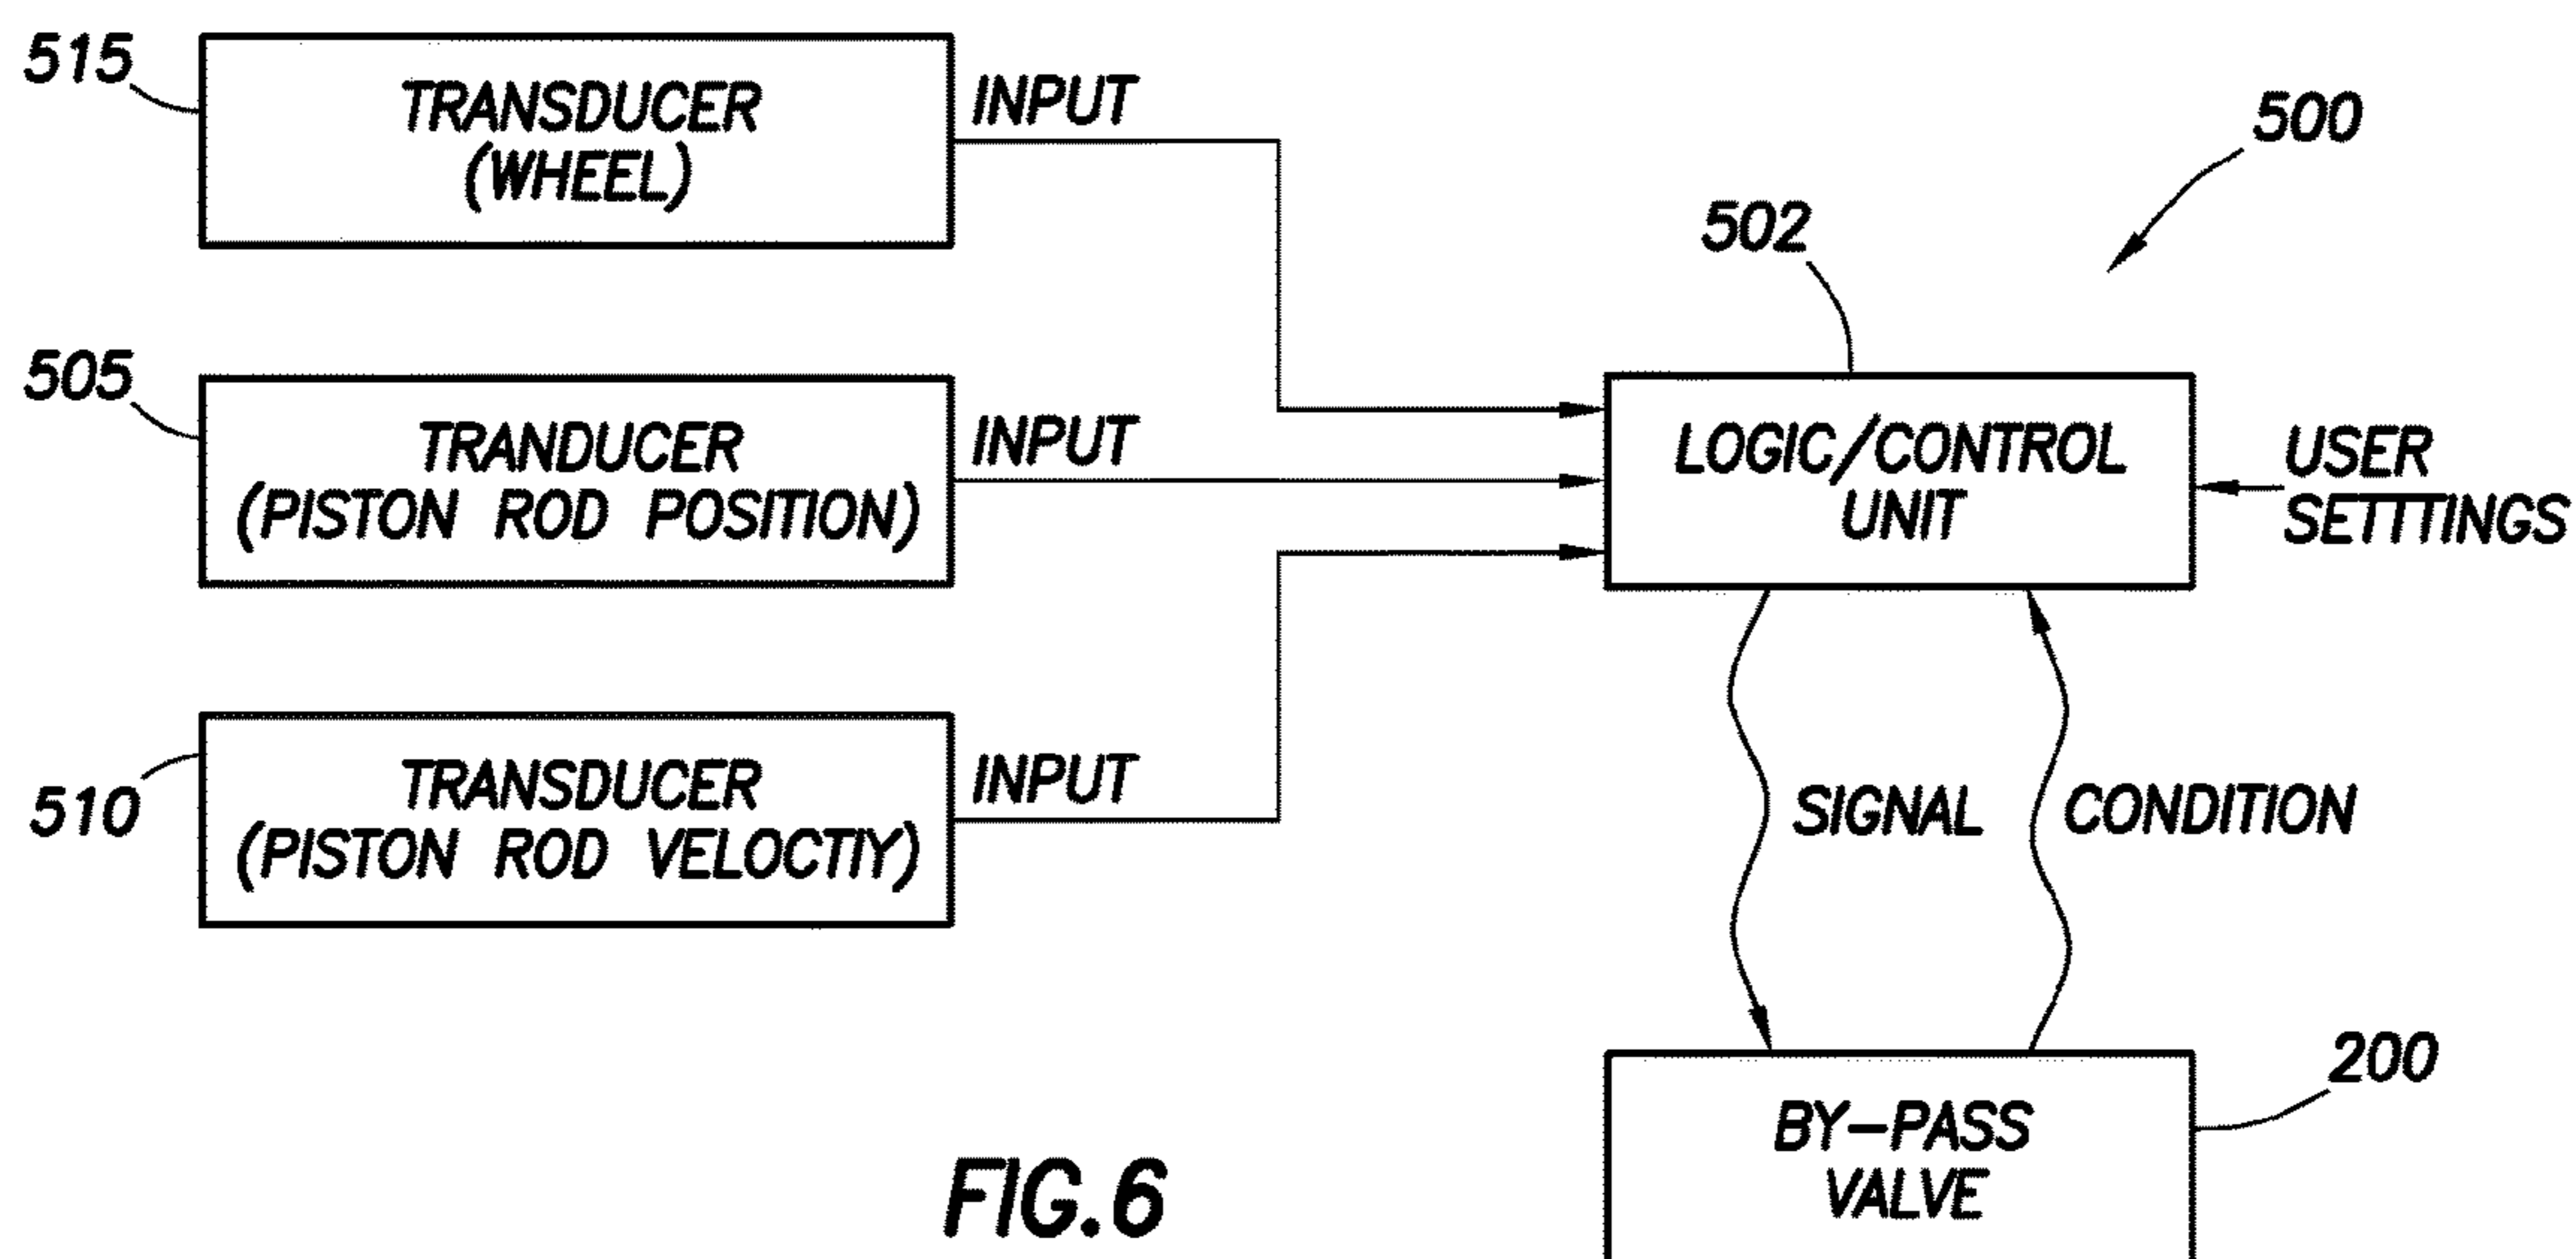 515
TRANSDUCER
(WHEEL)
INPUT
500
502
505
TRANDUCER
(PISTON ROD POSITION)
INPUT
LOGIC/CONTROL
UNIT
USER
SETTTINGS
510
TRANSDUCER
(PISTON ROD VELOCTIY)
INPUT
SIGNAL
CONDITION
200
BY-PASS
VALVE
FIG.6